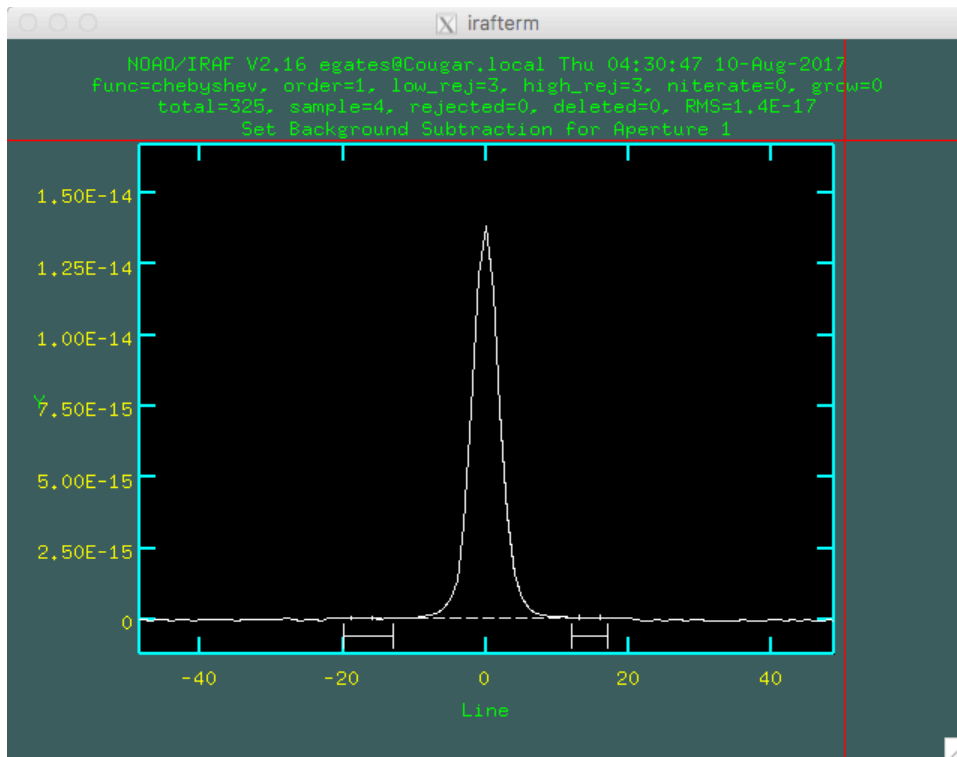 irafterm
NOAO/IRAF V2.16 egates@Cougar.local Thu 04:30:47 10-Aug-2017
func=chebyshev, order=1, low_rej=3, high_rej=3, niterate=0, grow=0
total=325, sample=4, rejected=0, deleted=0, RMS=1.4E-17
Set Background Subtraction for Aperture 1
1.50E-14
1.25E-14
1.00E-14
Y
7.50E-15
5.00E-15
2.50E-15
0
-40 -20 0 20 40
Line